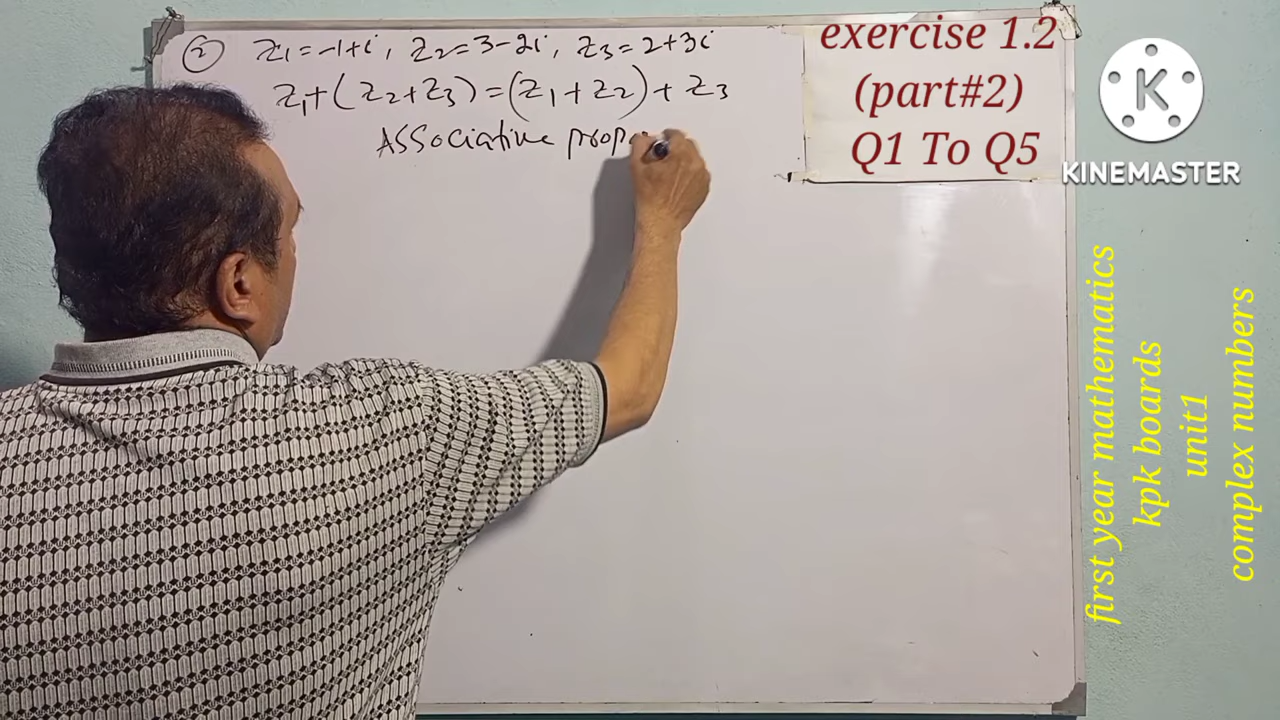 ② z1=-1+i, z2=3-2i, z3=2+3i
z1+(z2+z3)=(z1+z2)+z3
Associative prope
exercise 1.2
(part#2)
Q1 To Q5
K
KINEMASTER
first year mathematics
kpk boards
unit1
complex numbers